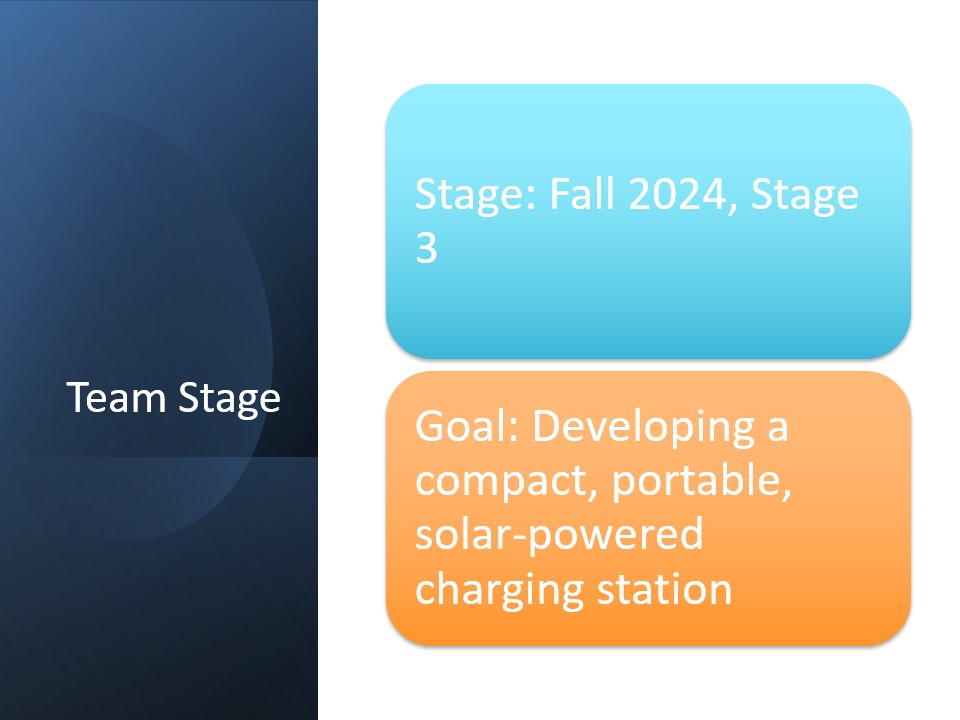 Team Stage
Stage: Fall 2024, Stage
3
Goal: Developing a
compact, portable,
solar-powered
charging station